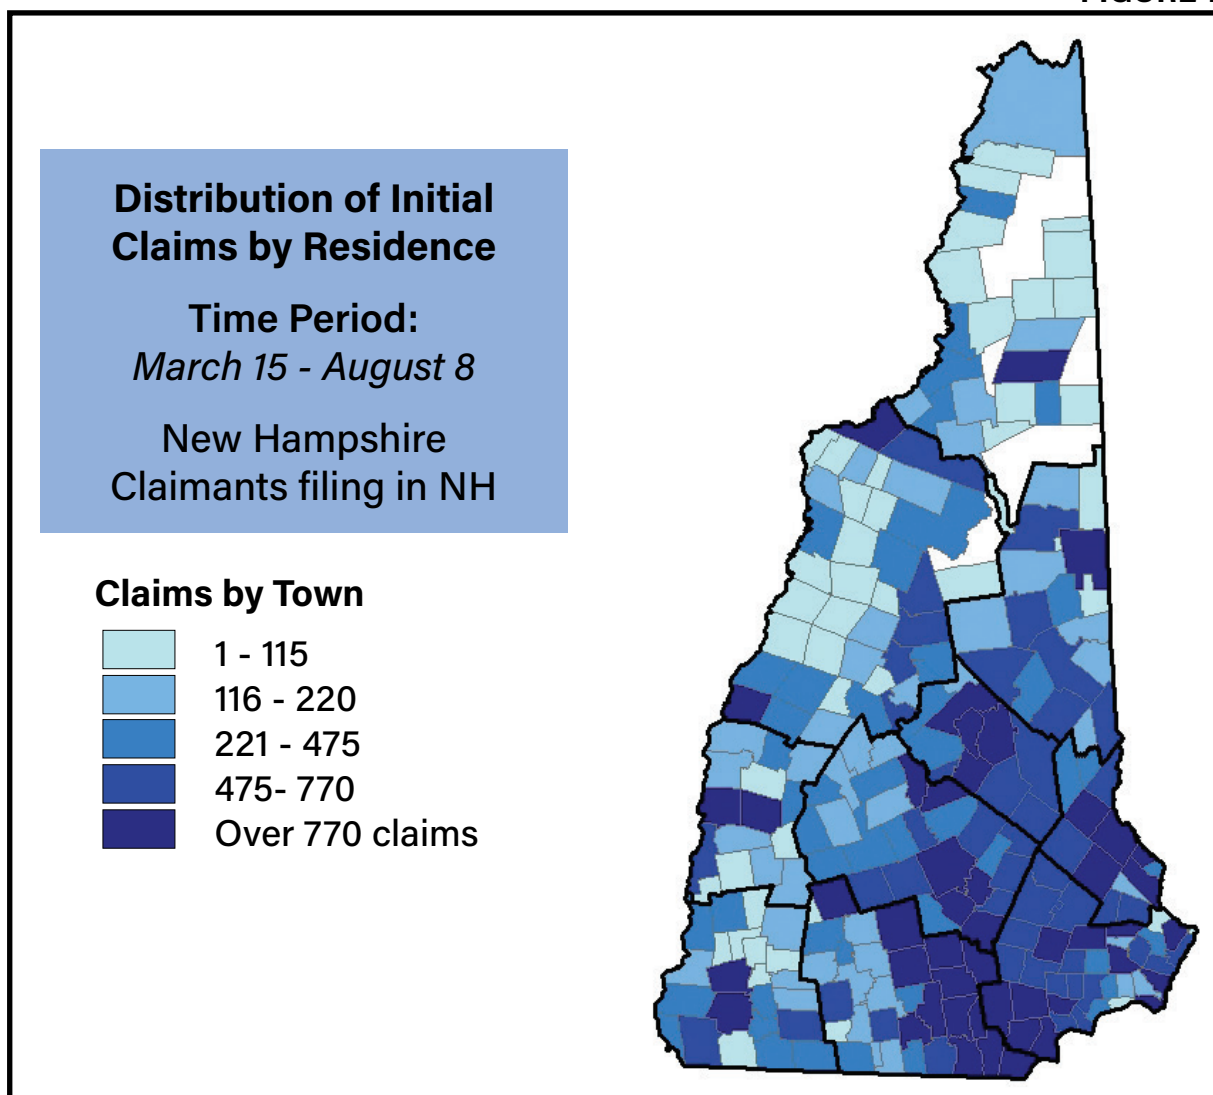 Distribution of Initial
Claims by Residence
Time Period:
March 15 - August 8
New Hampshire
Claimants filing in NH
Claims by Town
1 - 115
116 - 220
221 - 475
475- 770
Over 770 claims